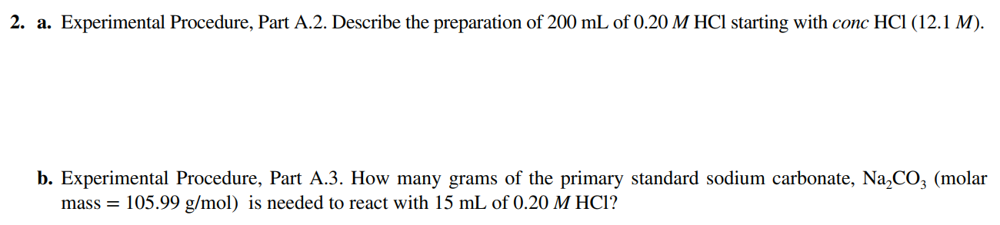 2. a. Experimental Procedure, Part A.2. Describe the preparation of 200 mL of 0.20 M HCl starting with conc HCl (12.1 M).
b. Experimental Procedure, Part A.3. How many grams of the primary standard sodium carbonate, Na₂CO₃ (molar
mass = 105.99 g/mol) is needed to react with 15 mL of 0.20 M HCl?